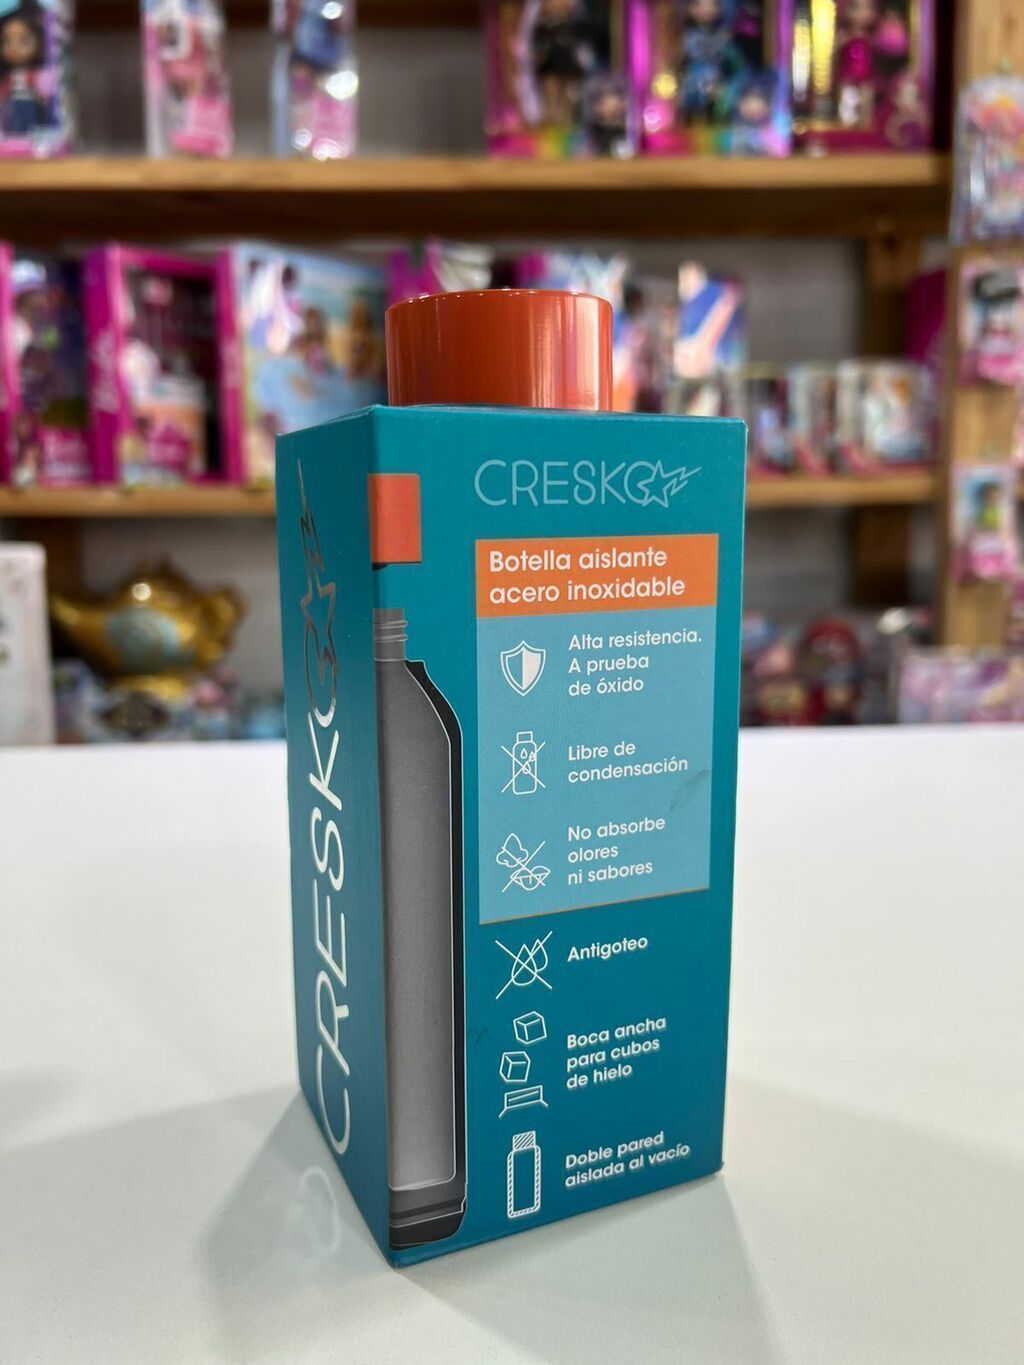 CRESKO
Botella aislante
acero inoxidable
Alta resistencia.
A prueba
de óxido
Libre de
condensación
No absorbe
olores
ni sabores
Antigoteo
Boca ancha
para cubos
de hielo
Doble pared
aislada al vacío
CRESKO